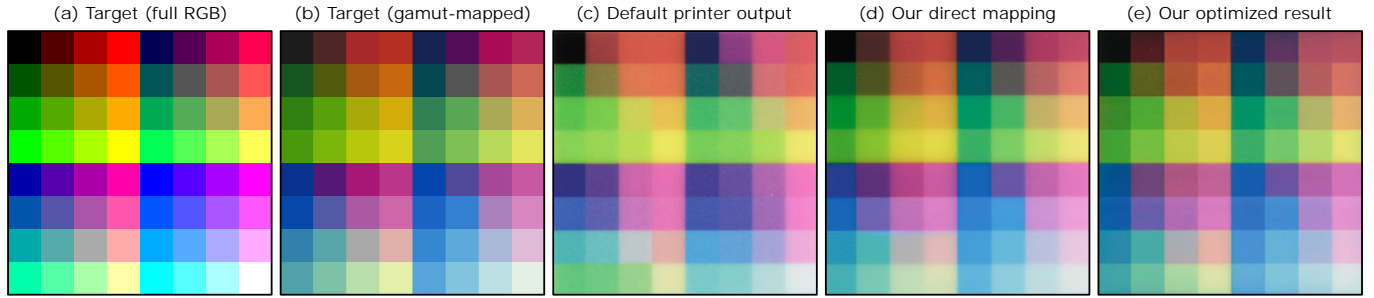 (a) Target (full RGB)
(b) Target (gamut-mapped)
(c) Default printer output
(d) Our direct mapping
(e) Our optimized result